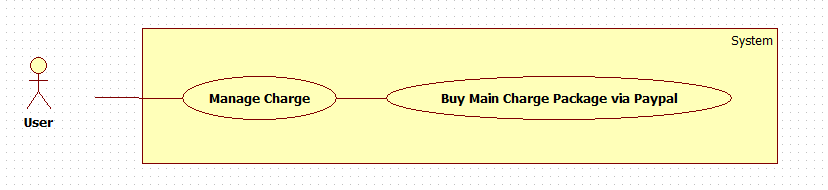 System
Manage Charge
Buy Main Charge Package via Paypal
User